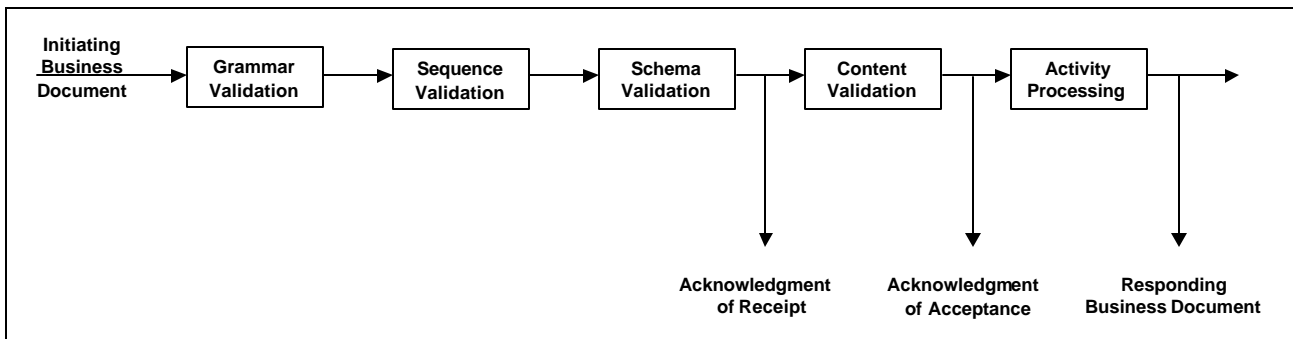 Initiating
Business
Document
Grammar
Validation
Sequence
Validation
Schema
Validation
Content
Validation
Activity
Processing
Acknowledgment
of Receipt
Acknowledgment
of Acceptance
Responding
Business Document